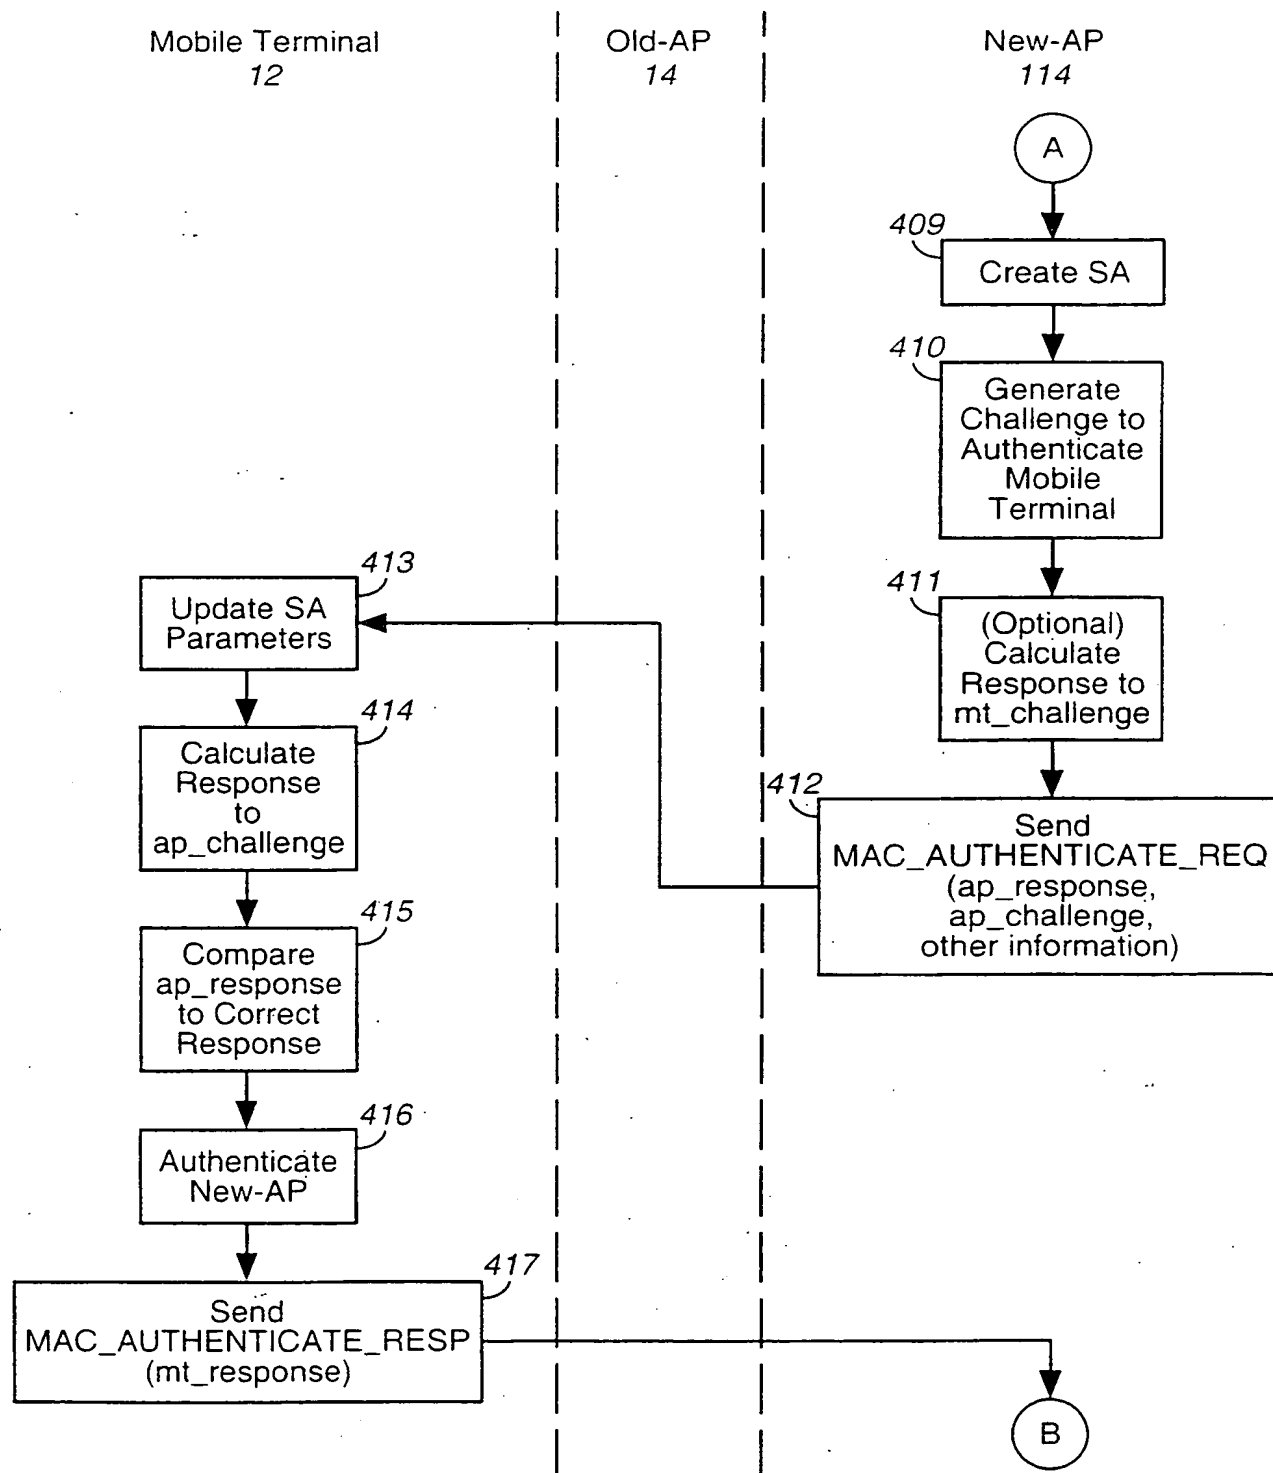 Mobile Terminal
12
Old-AP
14
New-AP
114
A
409
Create SA
410
Generate
Challenge to
Authenticate
Mobile
Terminal
411
(Optional)
Calculate
Response to
mt_challenge
412
Send
MAC_AUTHENTICATE_REQ
(ap_response,
ap_challenge,
other information)
413
Update SA
Parameters
414
Calculate
Response
to
ap_challenge
415
Compare
ap_response
to Correct
Response
416
Authenticate
New-AP
417
Send
MAC_AUTHENTICATE_RESP
(mt_response)
B